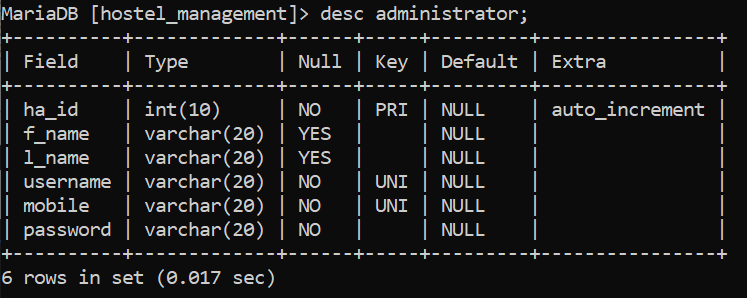 MariaDB [hostel_management]> desc administrator;
+----------+-------------+------+-----+---------+----------------+
| Field    | Type        | Null | Key | Default | Extra          |
+----------+-------------+------+-----+---------+----------------+
| ha_id    | int(10)     | NO   | PRI | NULL    | auto_increment |
| f_name   | varchar(20) | YES  |     | NULL    |                |
| l_name   | varchar(20) | YES  |     | NULL    |                |
| username | varchar(20) | NO   | UNI | NULL    |                |
| mobile   | varchar(20) | NO   | UNI | NULL    |                |
| password | varchar(20) | NO   |     | NULL    |                |
+----------+-------------+------+-----+---------+----------------+
6 rows in set (0.017 sec)